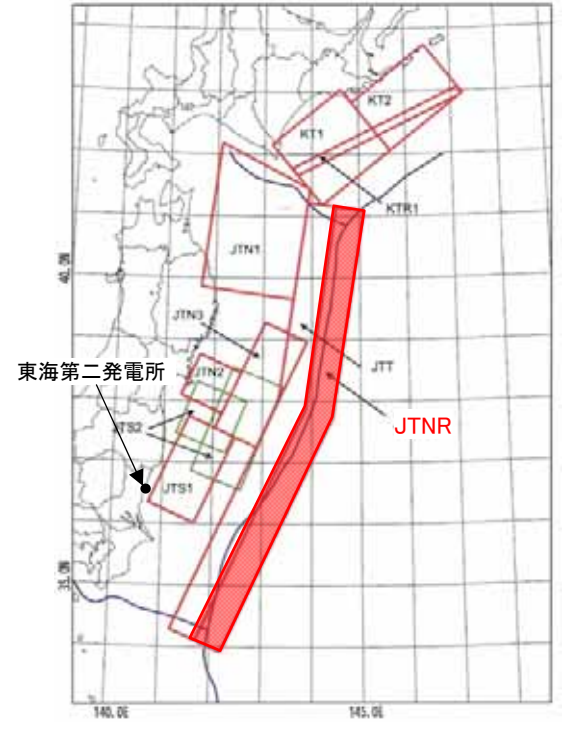 KT2
KT1
KTR1
JTN1
40.0N
JTN3
JTT
東海第二発電所
JTN2
JTNR
JTS2
JTS1
35.0N
140.0E
145.0E